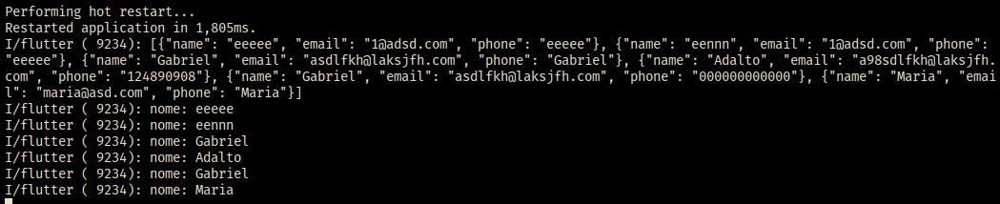 Performing hot restart...
Restarted application in 1,805ms.
I/flutter ( 9234): [{"name": "eeeee", "email": "1@adsd.com", "phone": "eeeee"}, {"name": "eennn", "email": "1@adsd.com", "phone":
"eeeee"}, {"name": "Gabriel", "email": "asdlfkh@laksjfh.com", "phone": "Gabriel"}, {"name": "Adalto", "email": "a98sdlfkh@laksjfh.
com", "phone": "124890908"}, {"name": "Gabriel", "email": "asdlfkh@laksjfh.com", "phone": "000000000000"}, {"name": "Maria", "emai
l": "maria@asd.com", "phone": "Maria"}]
I/flutter ( 9234): nome: eeeee
I/flutter ( 9234): nome: eennn
I/flutter ( 9234): nome: Gabriel
I/flutter ( 9234): nome: Adalto
I/flutter ( 9234): nome: Gabriel
I/flutter ( 9234): nome: Maria